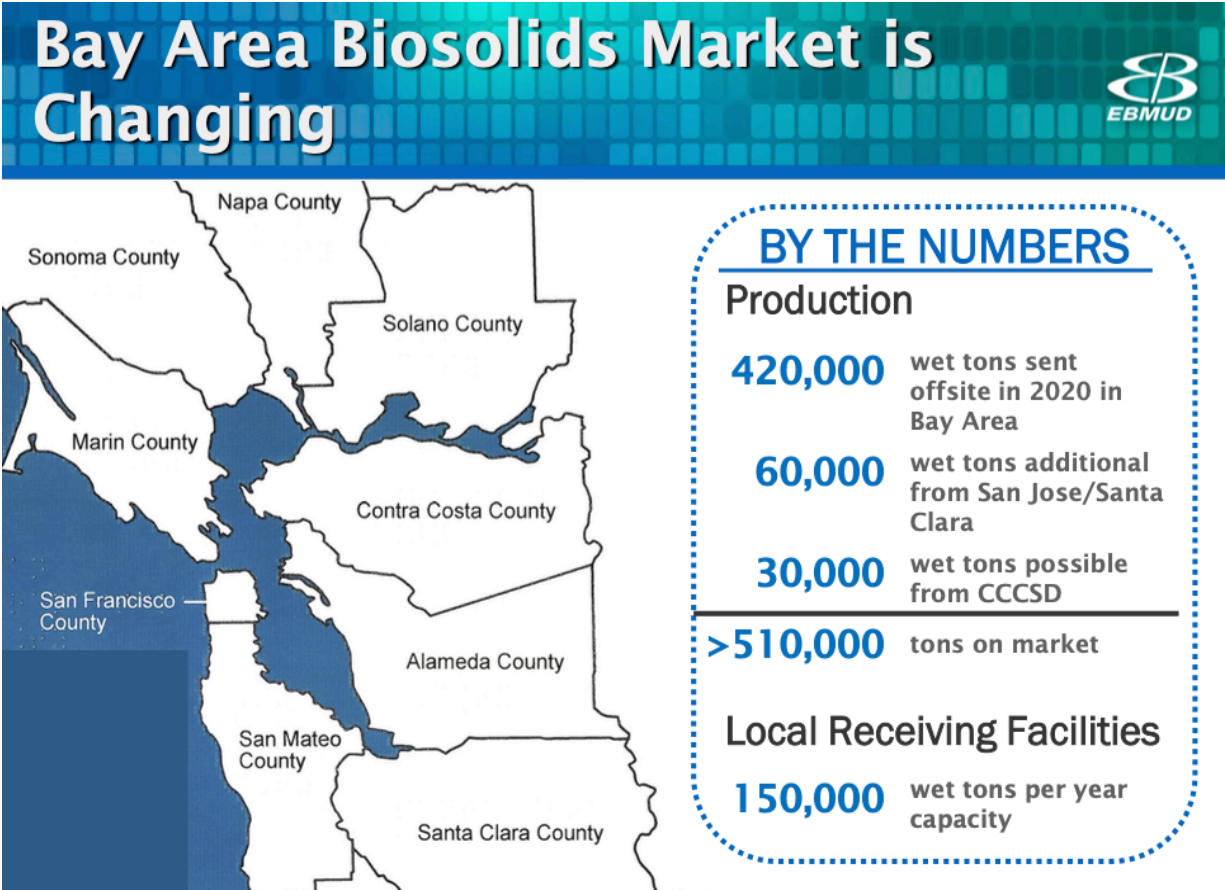 Bay Area Biosolids Market is
Changing
EBMUD
Napa County
Sonoma County
Solano County
Marin County
Contra Costa County
San Francisco
County
Alameda County
San Mateo
County
Santa Clara County
BY THE NUMBERS
Production
420,000 wet tons sent
offsite in 2020 in
Bay Area
60,000 wet tons additional
from San Jose/Santa
Clara
30,000 wet tons possible
from CCCSD
>510,000 tons on market
Local Receiving Facilities
150,000 wet tons per year
capacity